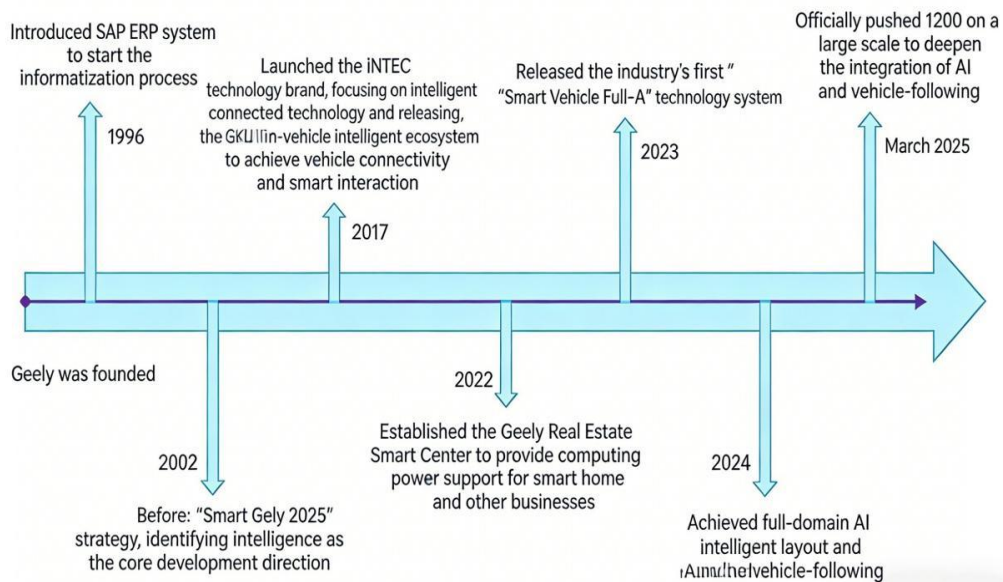 Introduced SAP ERP system
to start the
informatization process
1996
Launched the iNTEC
technology brand, focusing on intelligent
connected technology and releasing,
the in-vehicle intelligent ecosystem
to achieve vehicle connectivity
and smart interaction
2017
Released the industry's first "
"Smart Vehicle Full-A" technology system
2023
Officially pushed 1200 on a
large scale to deepen
the integration of AI
and vehicle-following
March 2025
Geely was founded
2002
Before: "Smart Gely 2025"
strategy, identifying intelligence as
the core development direction
2022
Established the Geely Real Estate
Smart Center to provide computing
power support for smart home
and other businesses
2024
Achieved full-domain AI
intelligent layout and
vehicle-following